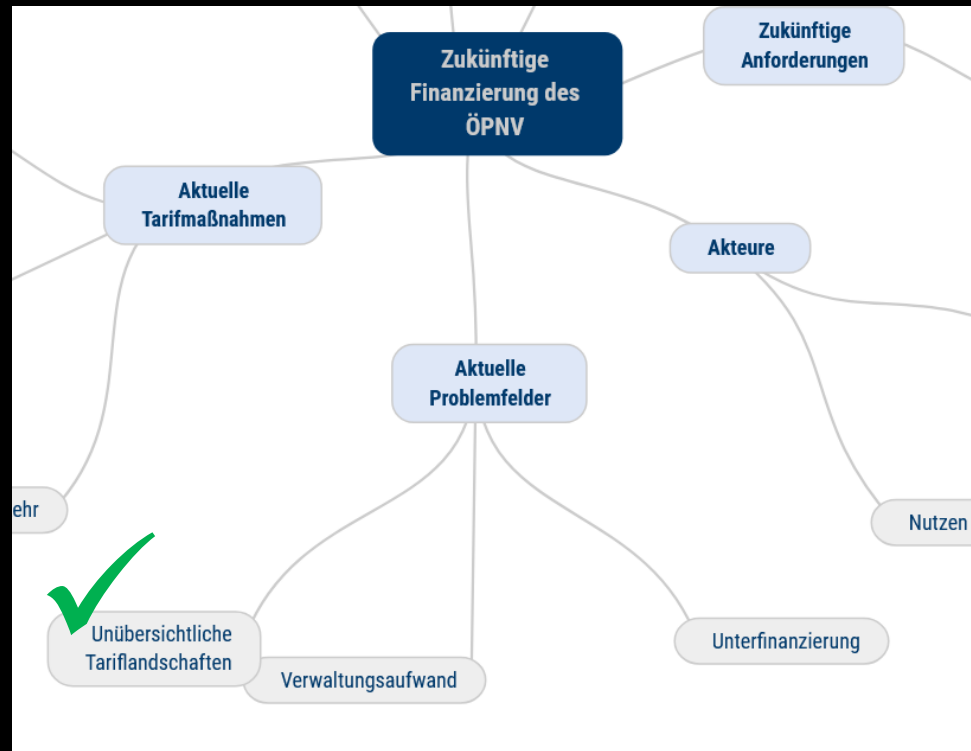 Zukünftige
Finanzierung des
ÖPNV
Zukünftige
Anforderungen
Aktuelle
Tarifmaßnahmen
Akteure
Aktuelle
Problemfelder
ehr
Nutzen
Unübersichtliche
Tariflandschaften
Verwaltungsaufwand
Unterfinanzierung